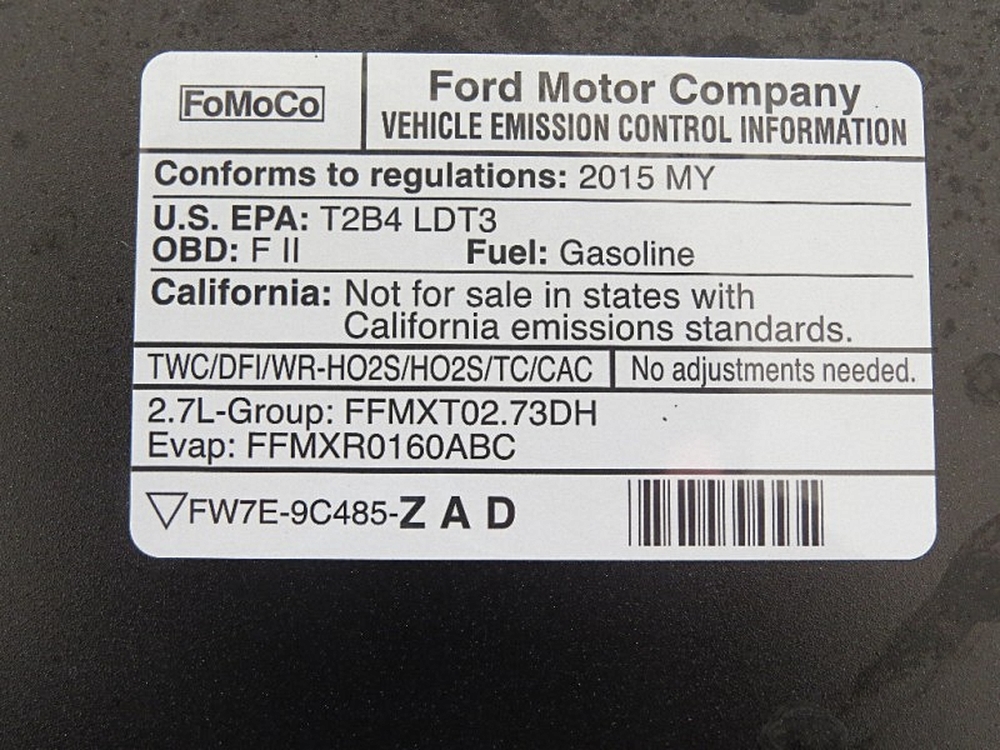 FoMoCo
Ford Motor Company
VEHICLE EMISSION CONTROL INFORMATION
Conforms to regulations: 2015 MY
U.S. EPA: T2B4 LDT3
OBD: F II Fuel: Gasoline
California: Not for sale in states with
California emissions standards.
TWC/DFI/WR-HO2S/HO2S/TC/CAC No adjustments needed.
2.7L-Group: FFMXT02.73DH
Evap: FFMXR0160ABC
FW7E-9C485-Z A D